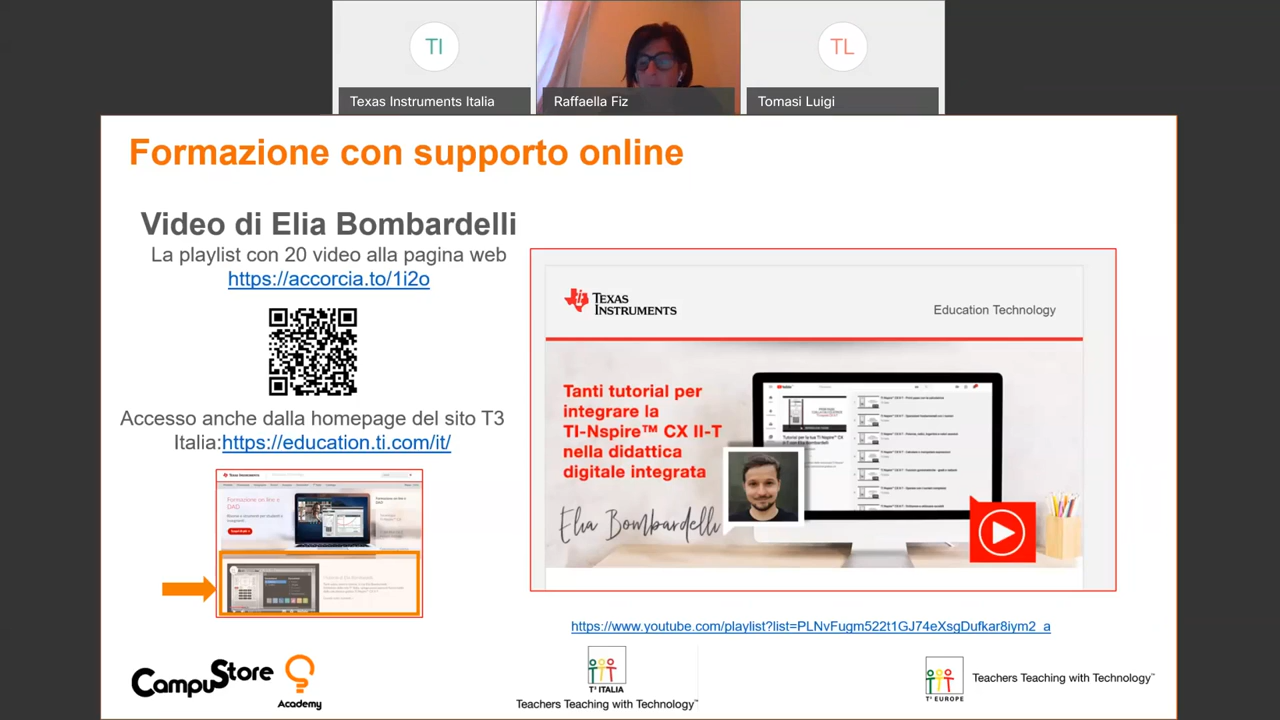 TI
TL
Texas Instruments Italia
Raffaella Fiz
Tomasi Luigi
Formazione con supporto online
Video di Elia Bombardelli
La playlist con 20 video alla pagina web
https://accorcia.to/1i2o
Accesso anche dalla homepage del sito T3
Italia:https://education.ti.com/it/
Formazione on line e
DAD
TEXAS
INSTRUMENTS
Education Technology
Tanti tutorial per
integrare la
TI-Nspire™ CX II-T
nella didattica
digitale integrata
Elia Bombardelli
https://www.youtube.com/playlist?list=PLNvFugm522t1GJ74eXsgDufkar8iym2_a
CAMPUSTORE
Academy
T³ ITALIA
Teachers Teaching with Technology™
T³ EUROPE
Teachers Teaching with Technology™